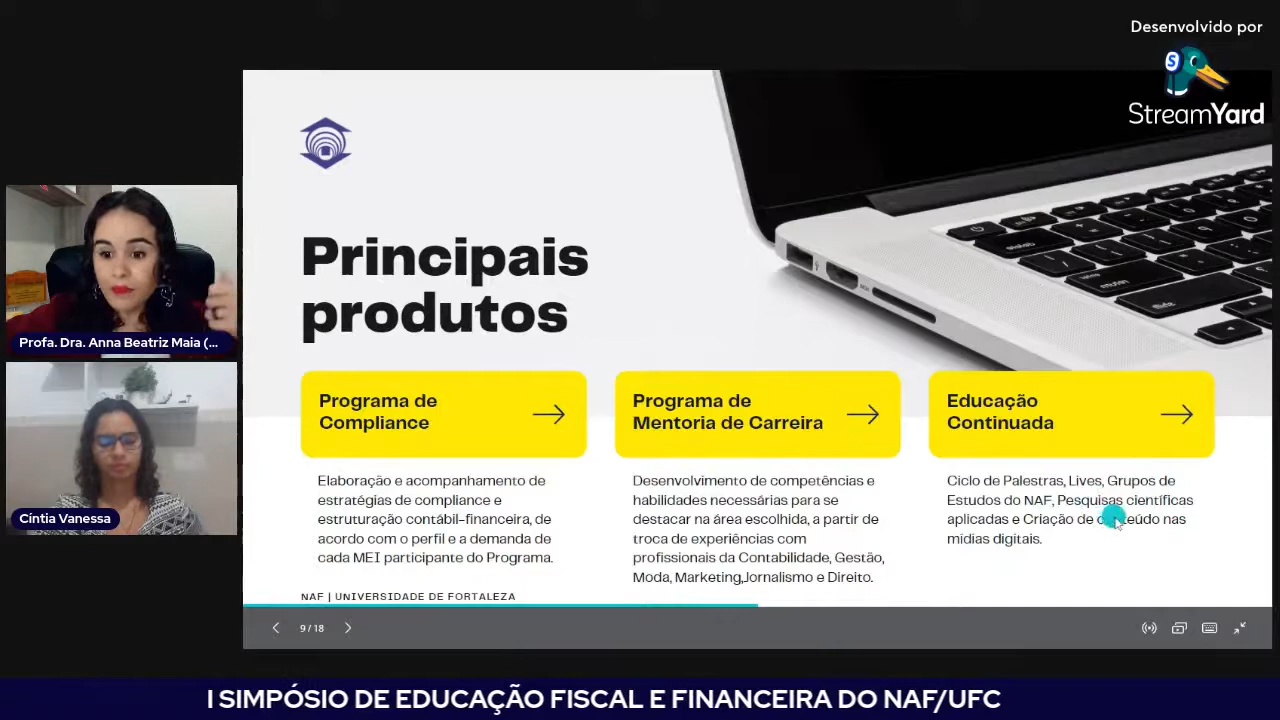 Desenvolvido por
StreamYard
Principais
produtos
Programa de
Compliance
Elaboração e acompanhamento de
estratégias de compliance e
estruturação contábil-financeira, de
acordo com o perfil e a demanda de
cada MEI participante do Programa.
Programa de
Mentoria de Carreira
Desenvolvimento de competências e
habilidades necessárias para se
destacar na área escolhida, a partir de
troca de experiências com
profissionais da Contabilidade, Gestão,
Moda, Marketing,Jornalismo e Direito.
Educação
Continuada
Ciclo de Palestras, Lives, Grupos de
Estudos do NAF, Pesquisas científicas
aplicadas e Criação de conteúdo nas
mídias digitais.
NAF | UNIVERSIDADE DE FORTALEZA
9 / 18
Profa. Dra. Anna Beatriz Maia (...
Cíntia Vanessa
I SIMPÓSIO DE EDUCAÇÃO FISCAL E FINANCEIRA DO NAF/UFC